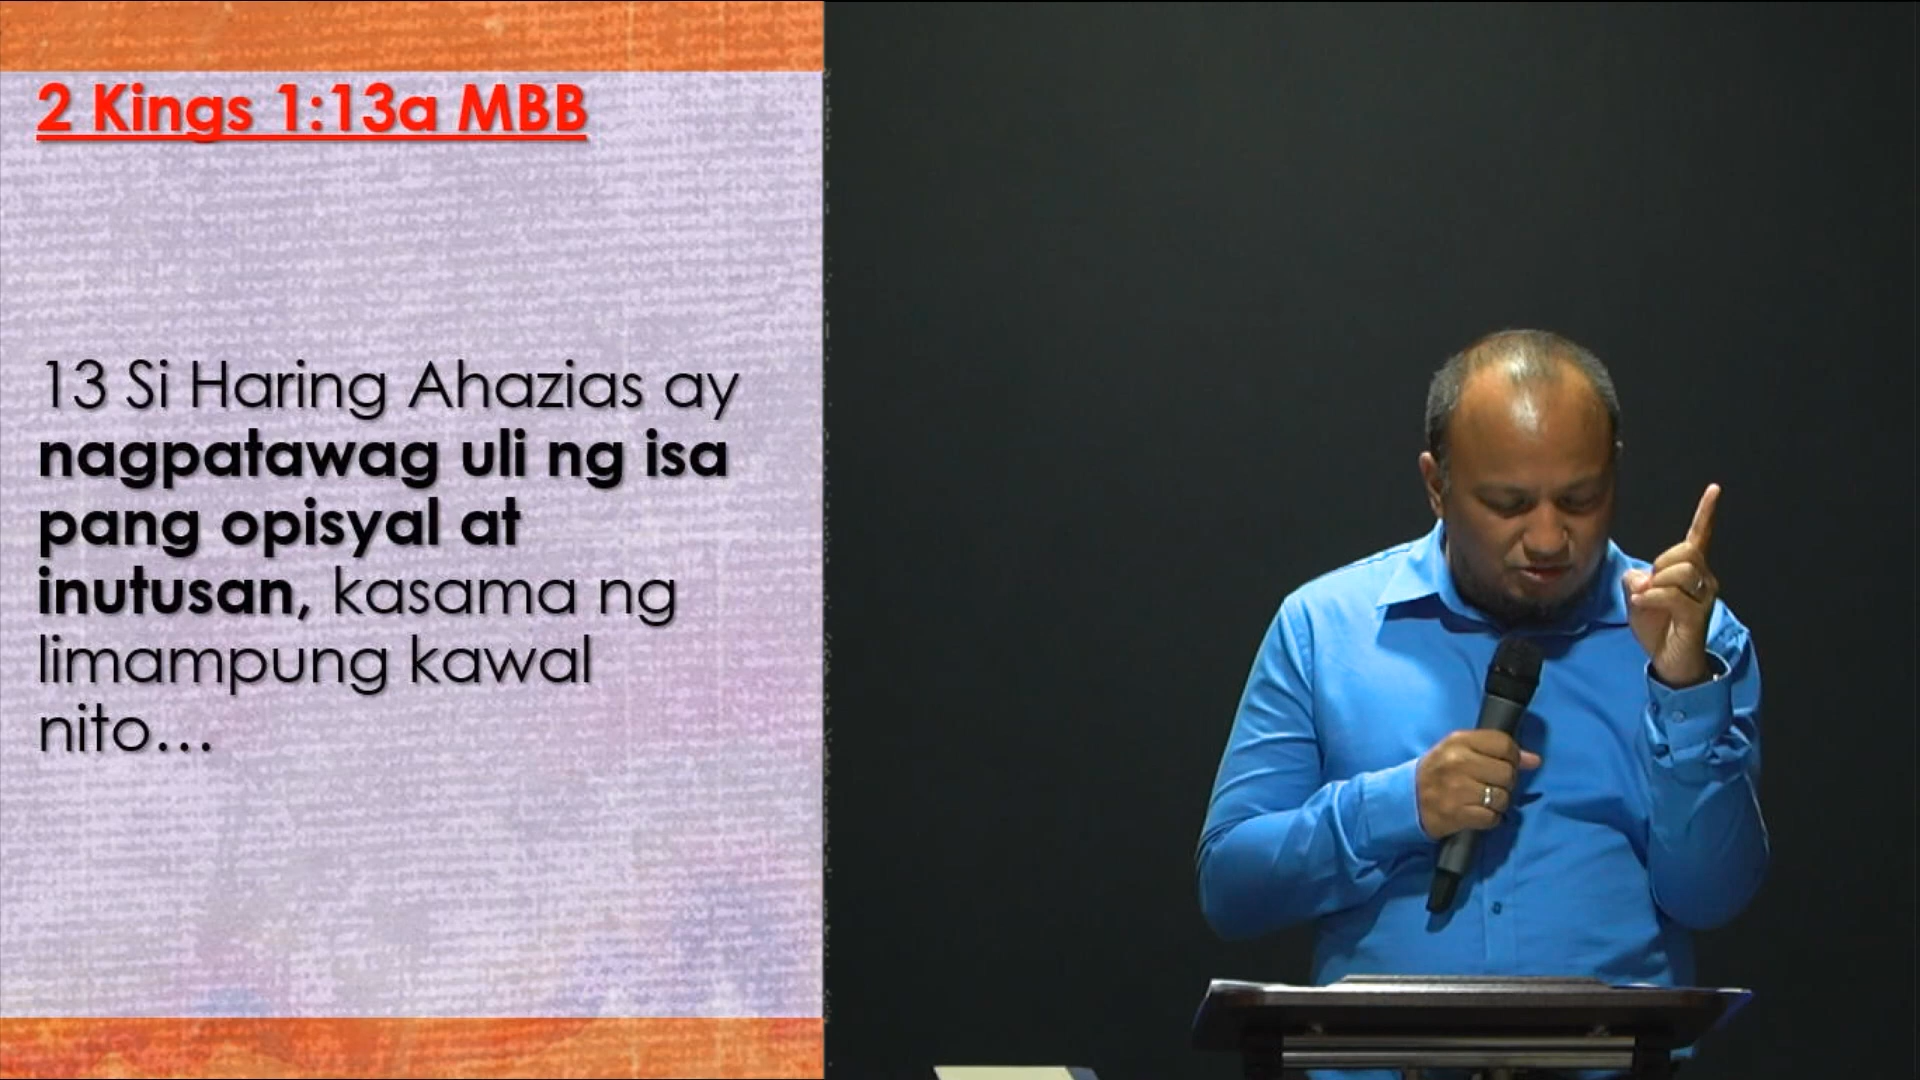 2 Kings 1:13a MBB
13 Si Haring Ahazias ay
nagpatawag uli ng isa
pang opisyal at
inutusan, kasama ng
limampung kawal
nito…